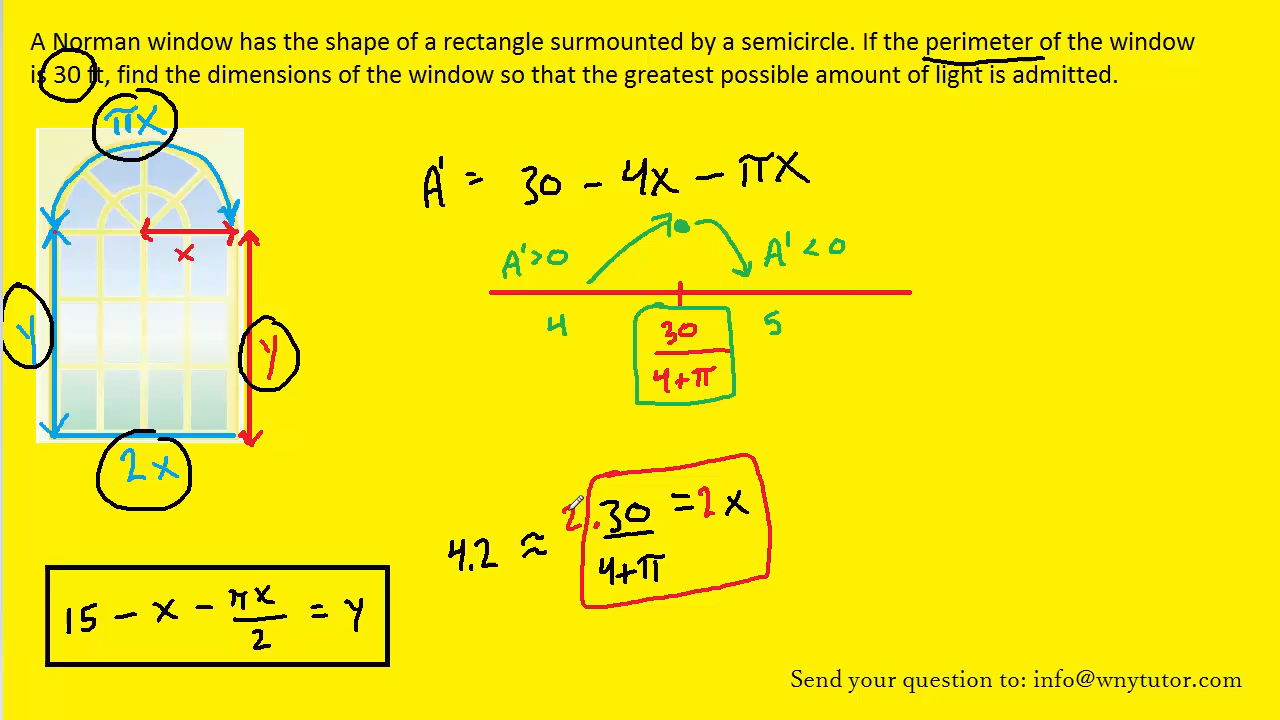 A Norman window has the shape of a rectangle surmounted by a semicircle. If the perimeter of the window
is 30 ft, find the dimensions of the window so that the greatest possible amount of light is admitted.
πx
x
y
y
2x
A' = 30 - 4x - πx
A' > 0
A' < 0
4
30/(4+π)
5
4.2 ≈ 2 · 30/(4+π) = 2x
15 - x - πx/2 = y
Send your question to: info@wnytutor.com